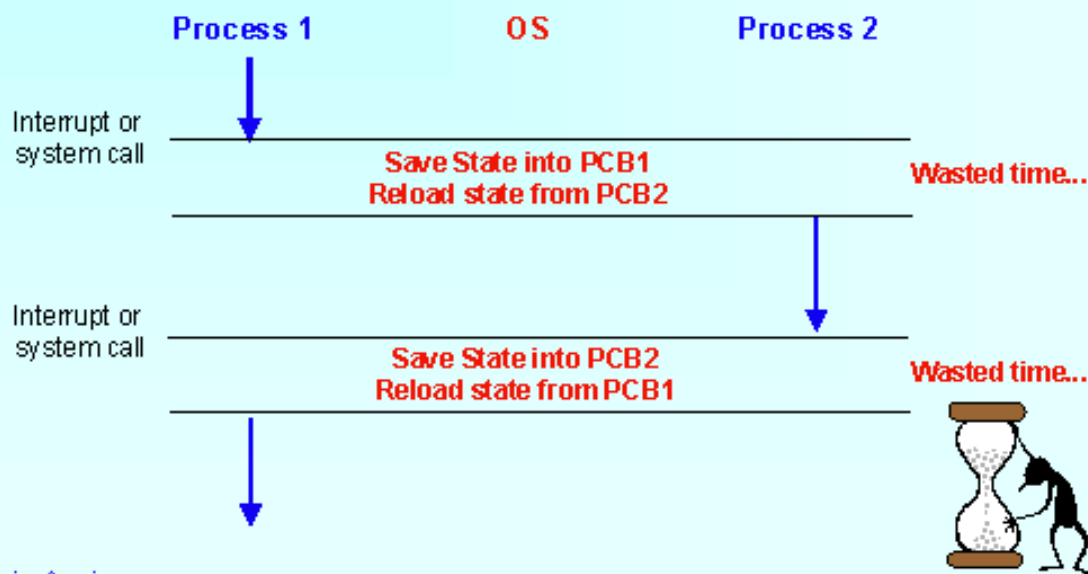 Process 1 OS Process 2
Interrupt or
system call
Save State into PCB1
Reload state from PCB2
Wasted time...
Interrupt or
system call
Save State into PCB2
Reload state from PCB1
Wasted time...